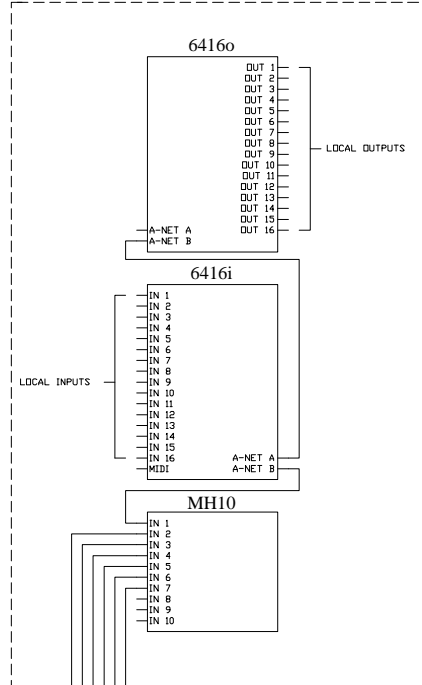 6416o
OUT 1
OUT 2
OUT 3
OUT 4
OUT 5
OUT 6
OUT 7
OUT 8
OUT 9
OUT 10
OUT 11
OUT 12
OUT 13
OUT 14
OUT 15
OUT 16
LOCAL OUTPUTS
A-NET A
A-NET B
6416i
IN 1
IN 2
IN 3
IN 4
IN 5
IN 6
IN 7
IN 8
IN 9
IN 10
IN 11
IN 12
IN 13
IN 14
IN 15
IN 16
MIDI
LOCAL INPUTS
A-NET A
A-NET B
MH10
IN 1
IN 2
IN 3
IN 4
IN 5
IN 6
IN 7
IN 8
IN 9
IN 10